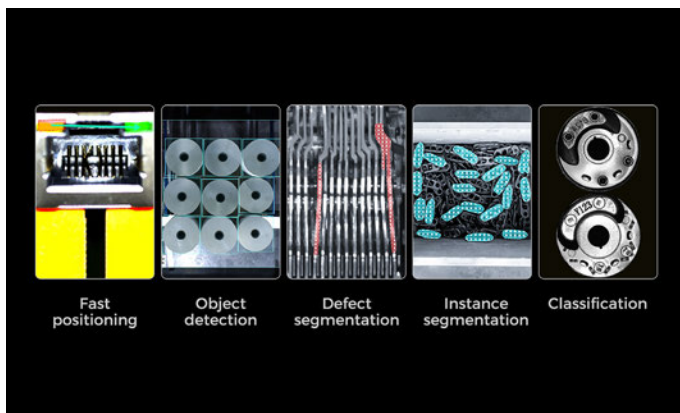 Fast
positioning
Object
detection
Defect
segmentation
Instance
segmentation
Classification